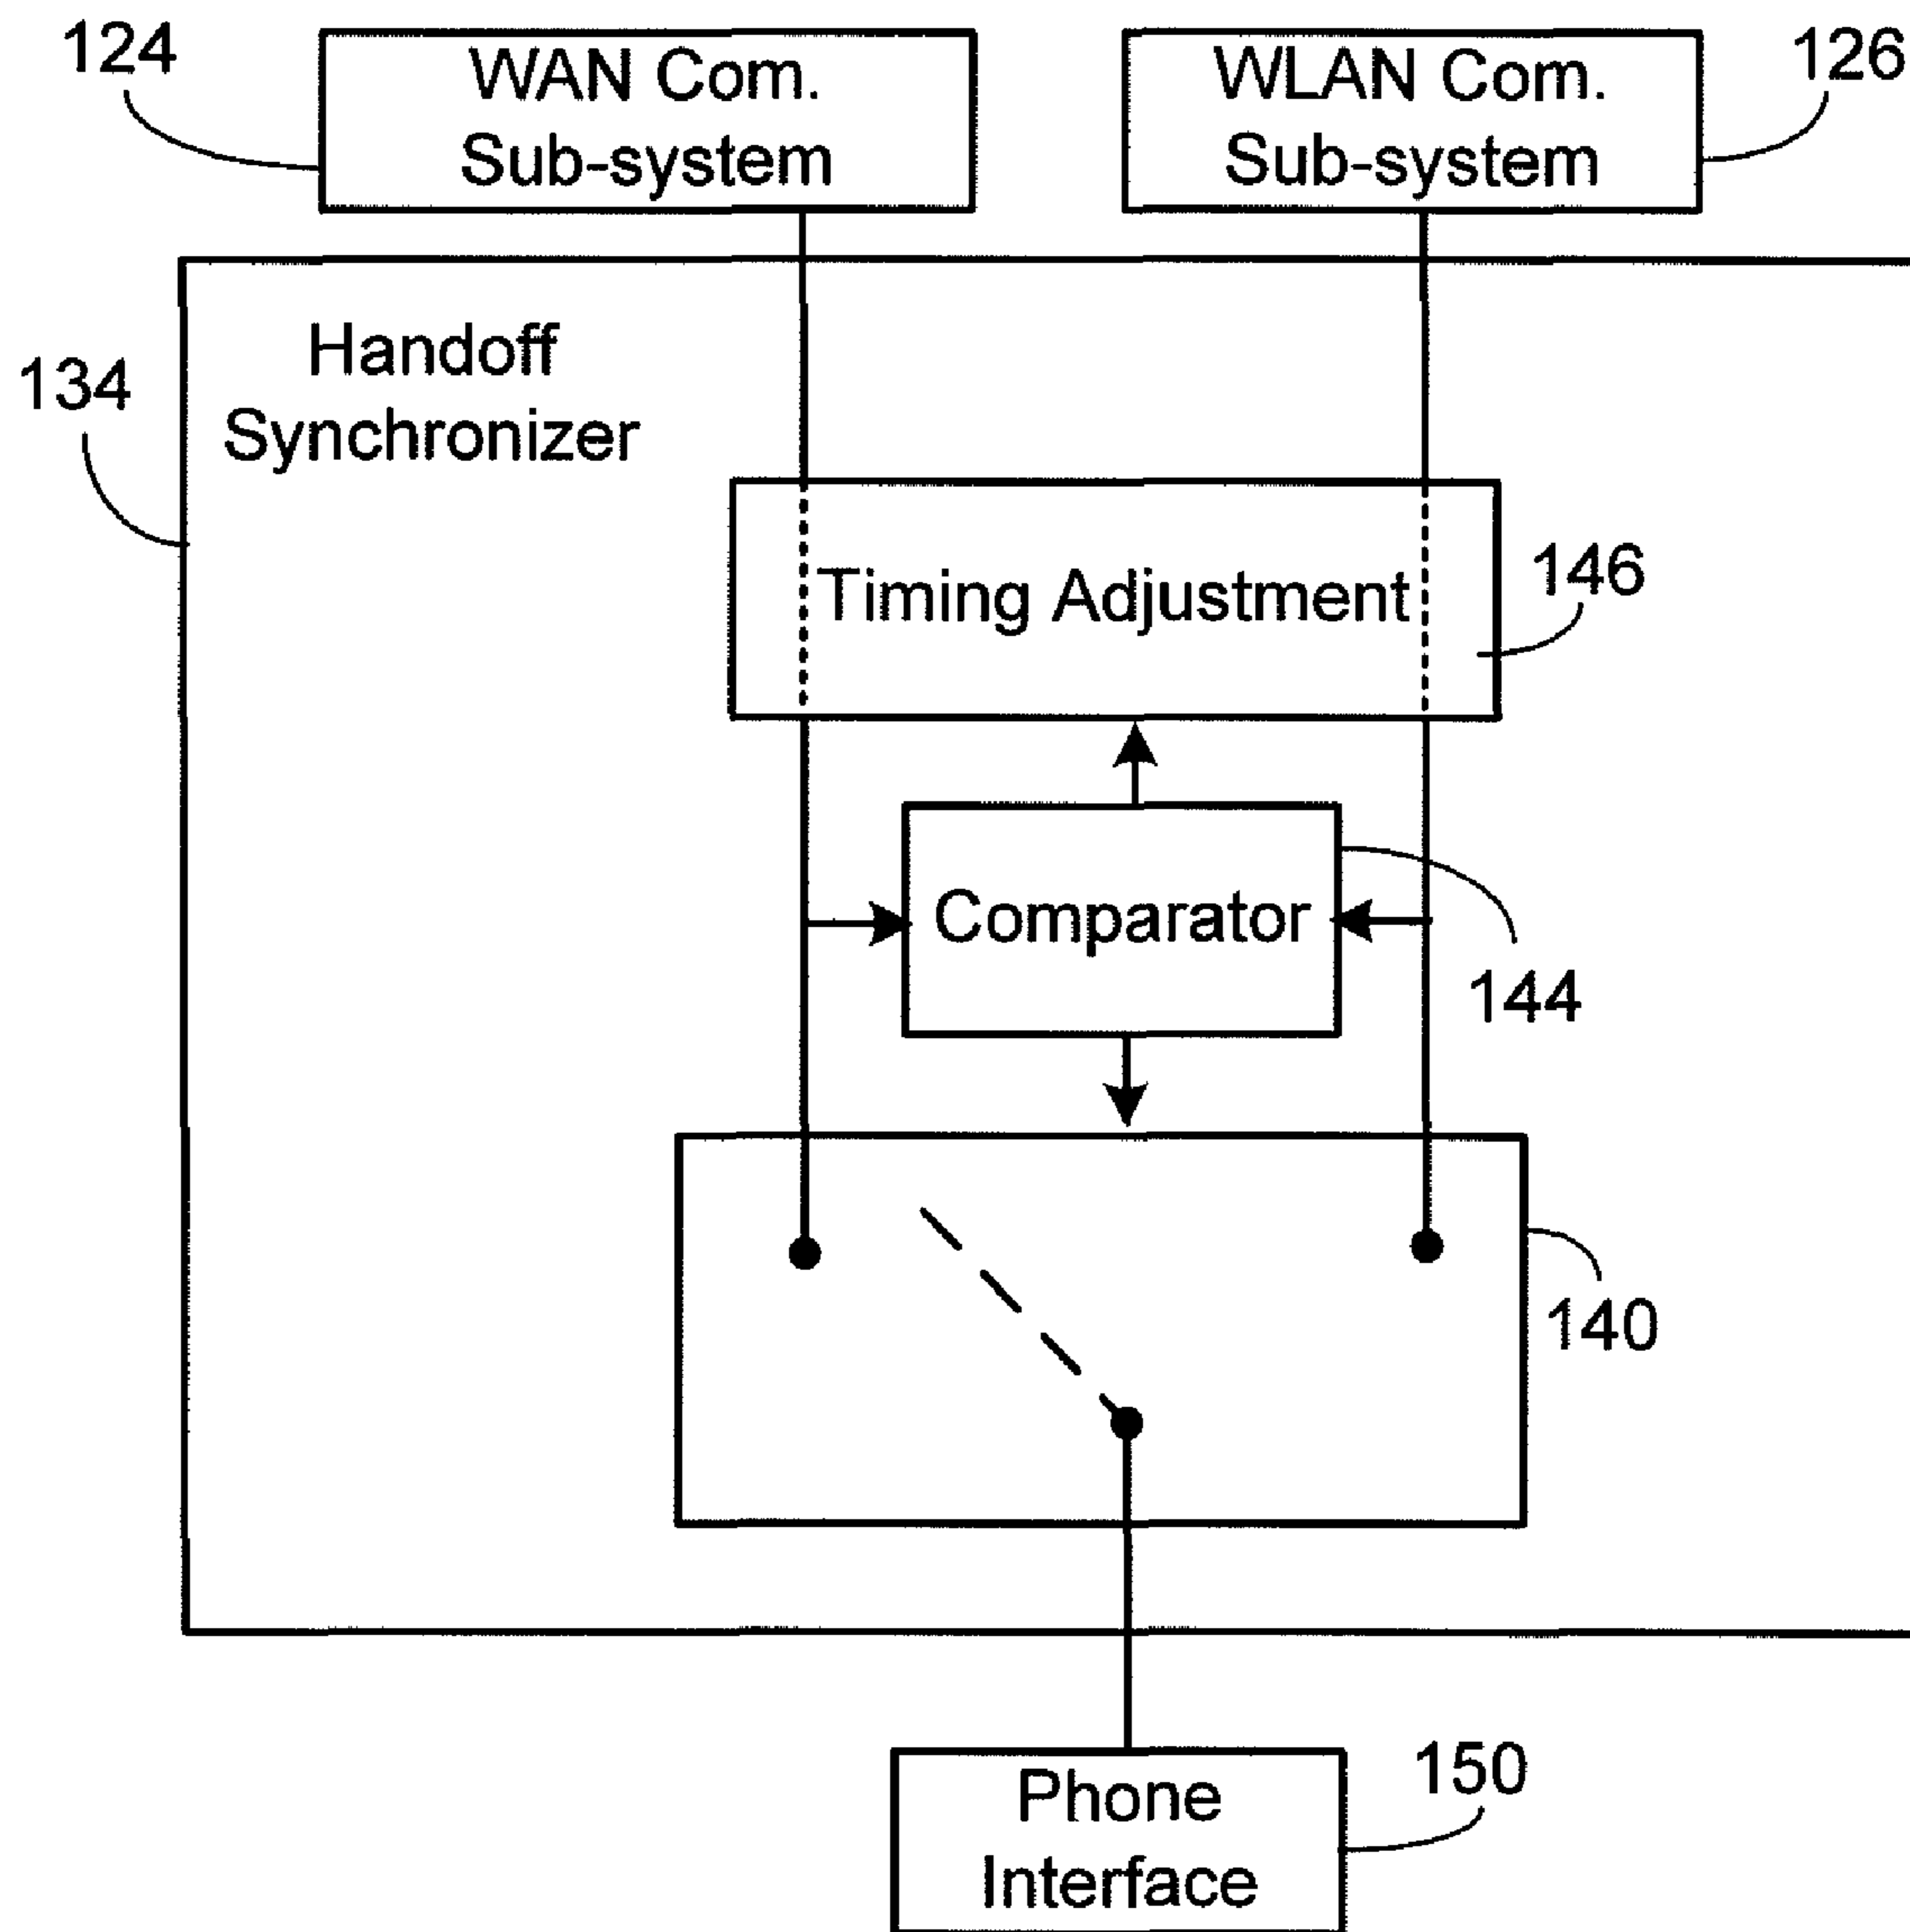 124
WAN Com.
Sub-system
WLAN Com.
Sub-system
126
134
Handoff
Synchronizer
Timing Adjustment
146
Comparator
144
140
Phone
Interface
150